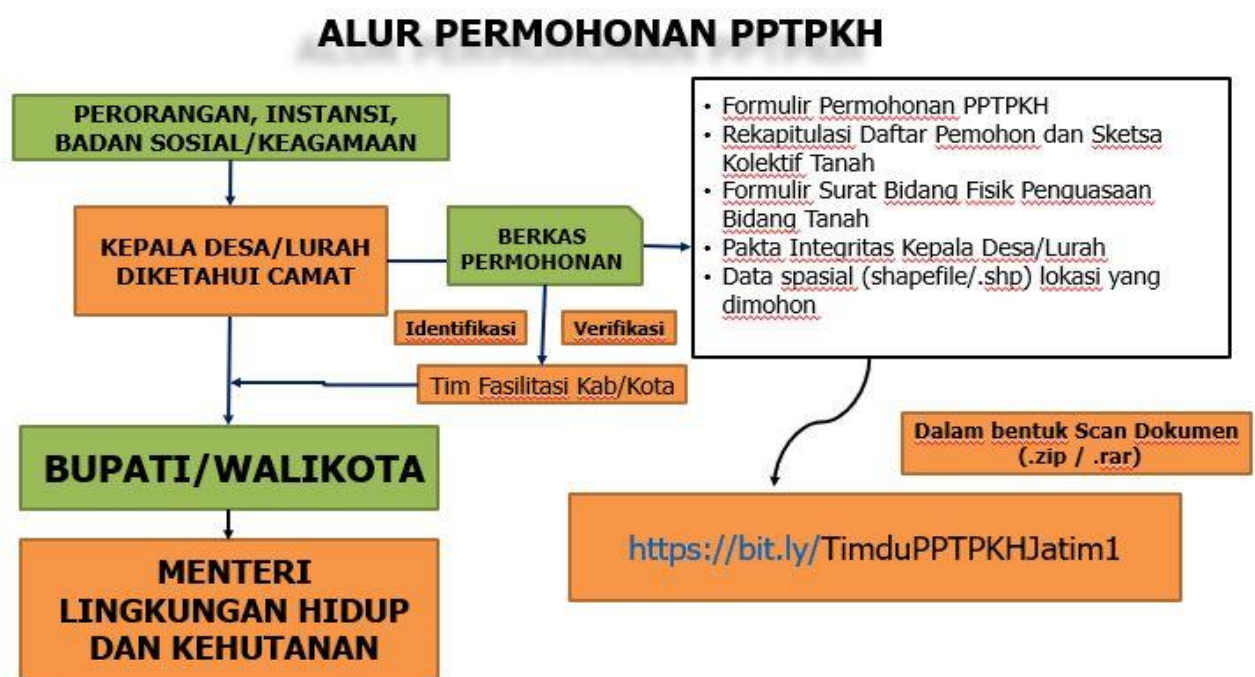 ALUR PERMOHONAN PPTPKH
PERORANGAN, INSTANSI,
BADAN SOSIAL/KEAGAMAAN
KEPALA DESA/LURAH
DIKETAHUI CAMAT
BERKAS
PERMOHONAN
• Formulir Permohonan PPTPKH
• Rekapitulasi Daftar Pemohon dan Sketsa
Kolektif Tanah
• Formulir Surat Bidang Fisik Penguasaan
Bidang Tanah
• Pakta Integritas Kepala Desa/Lurah
• Data spasial (shapefile/.shp) lokasi yang
dimohon
Identifikasi
Verifikasi
Tim Fasilitasi Kab/Kota
BUPATI/WALIKOTA
MENTERI
LINGKUNGAN HIDUP
DAN KEHUTANAN
Dalam bentuk Scan Dokumen
(.zip / .rar)
https://bit.ly/TimduPPTPKHJatim1